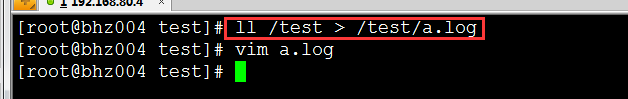 1 192.168.80.4
[root@bhz004 test]# ll /test > /test/a.log
[root@bhz004 test]# vim a.log
[root@bhz004 test]#